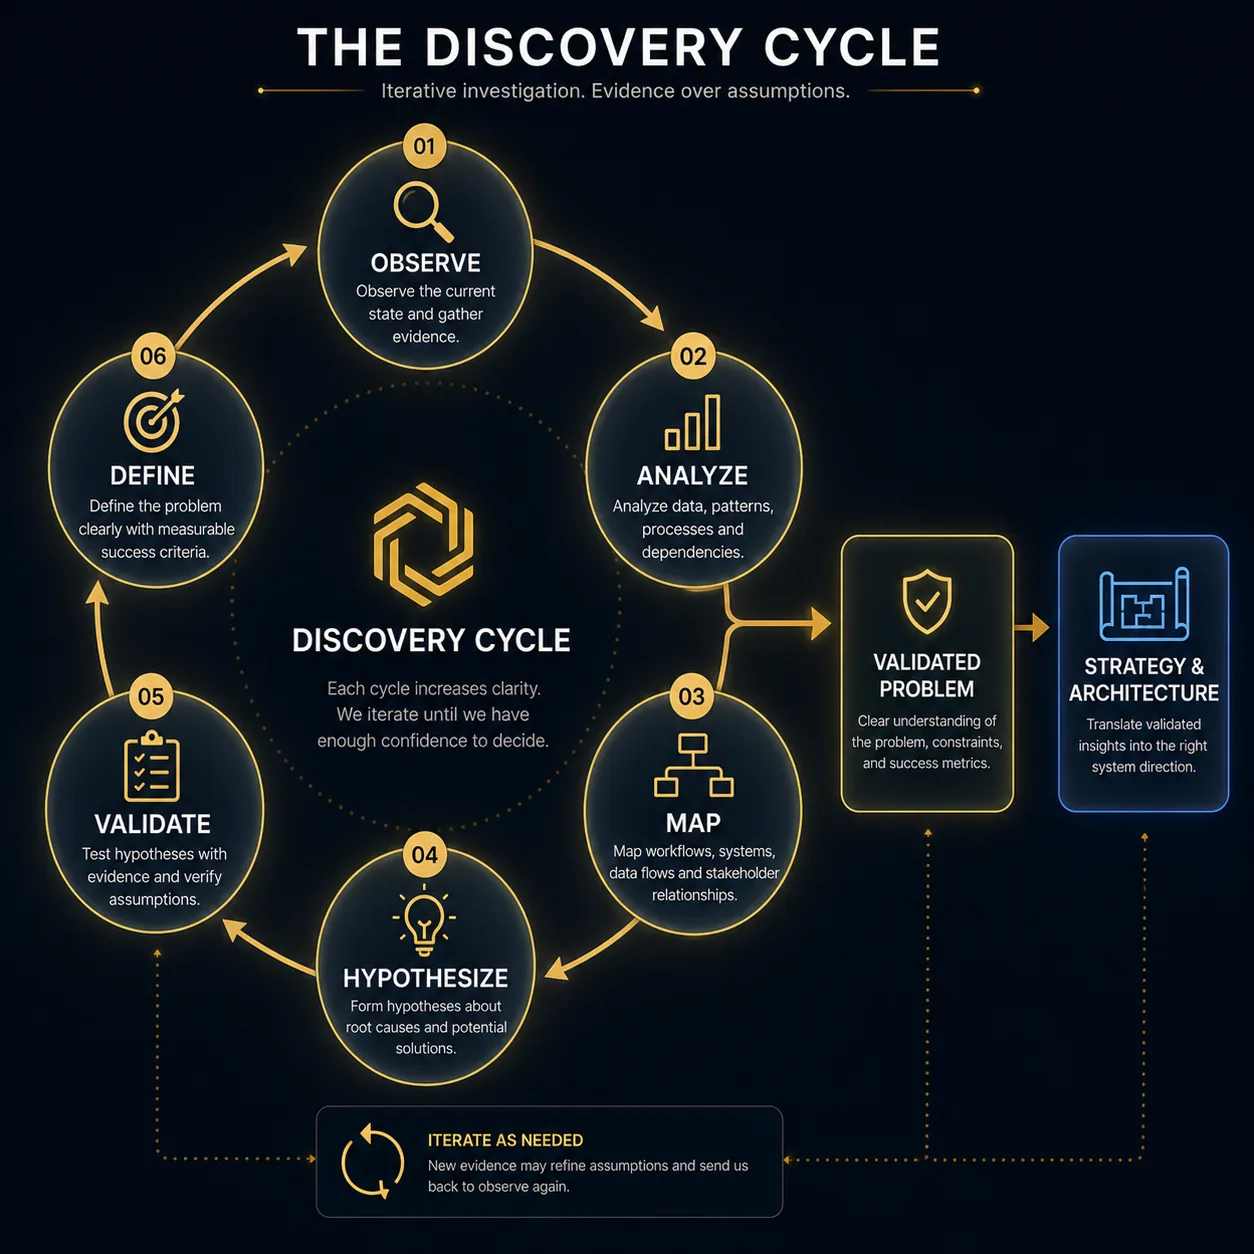 THE DISCOVERY CYCLE
Iterative investigation. Evidence over assumptions.
01
OBSERVE
Observe the current
state and gather
evidence.
02
ANALYZE
Analyze data, patterns,
processes and
dependencies.
03
MAP
Map workflows, systems,
data flows and stakeholder
relationships.
04
HYPOTHESIZE
Form hypotheses about
root causes and potential
solutions.
05
VALIDATE
Test hypotheses with
evidence and verify
assumptions.
06
DEFINE
Define the problem
clearly with measurable
success criteria.
DISCOVERY CYCLE
Each cycle increases clarity.
We iterate until we have
enough confidence to decide.
VALIDATED
PROBLEM
Clear understanding of
the problem, constraints,
and success metrics.
STRATEGY &
ARCHITECTURE
Translate validated
insights into the right
system direction.
ITERATE AS NEEDED
New evidence may refine assumptions and send us
back to observe again.